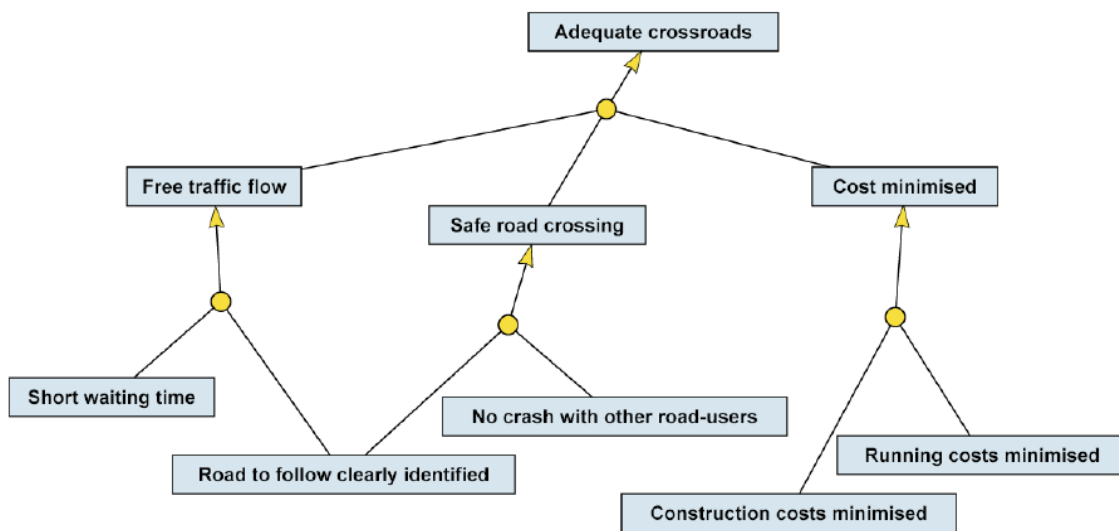 Adequate crossroads
Free traffic flow
Cost minimised
Safe road crossing
Short waiting time
No crash with other road-users
Running costs minimised
Road to follow clearly identified
Construction costs minimised